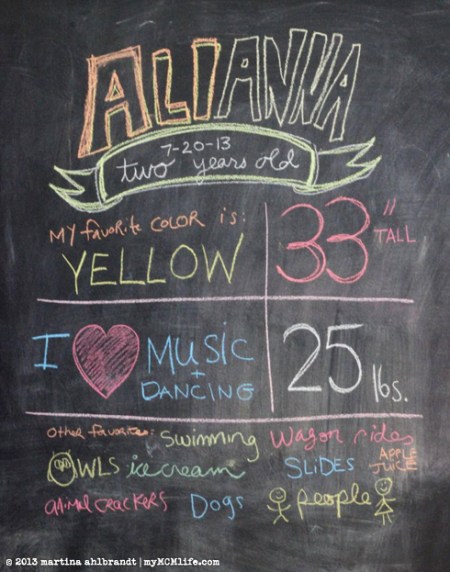 ALIANNA
7-20-13
two years old
MY favorite COLOR is:
YELLOW
33" TALL
I ♥ MUSIC
+
DANCING
25 lbs.
Other favorites: Swimming Wagon rides
OWLS ice cream SLIDES APPLE JUICE
animal crackers Dogs people
© 2013 martina ahlbrandt | myMCMlife.com